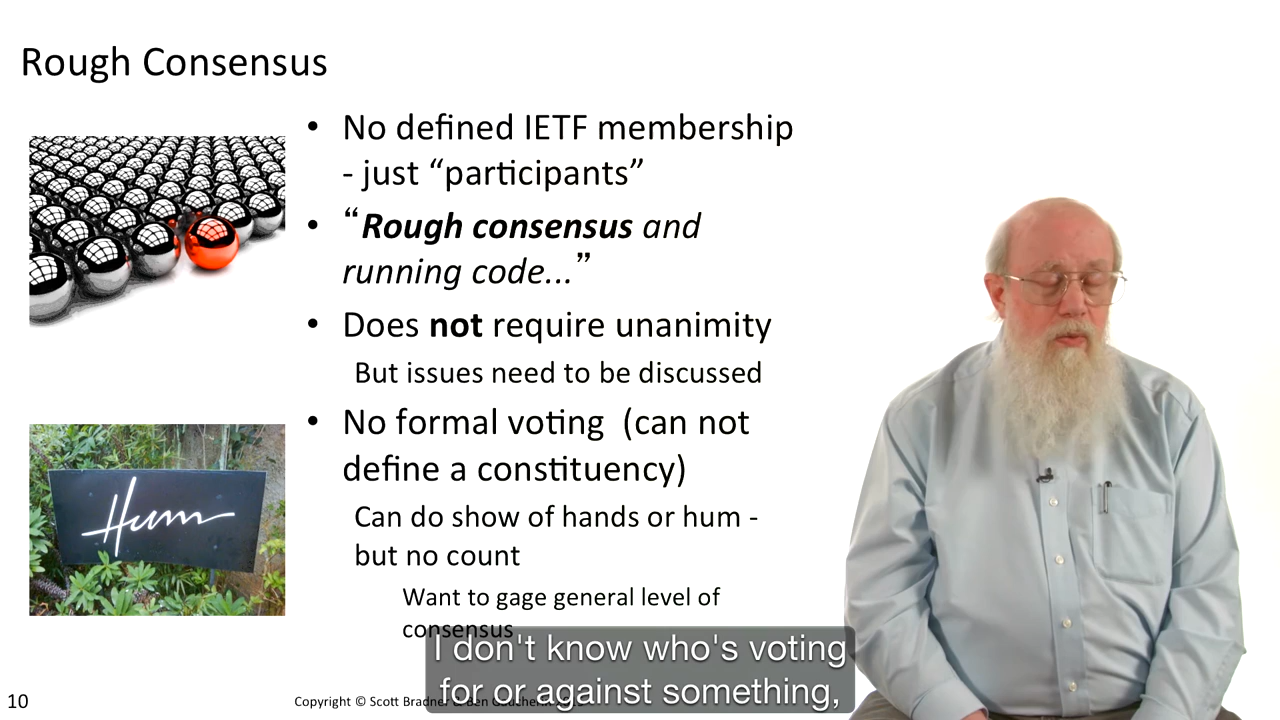 Rough Consensus
• No defined IETF membership
- just “participants”
• “Rough consensus and
running code...”
• Does not require unanimity
But issues need to be discussed
• No formal voting (can not
define a constituency)
Can do show of hands or hum -
but no count
Want to gage general level of
consensus
Hum
I don't know who's voting
for or against something,
10
Copyright © Scott Bradner